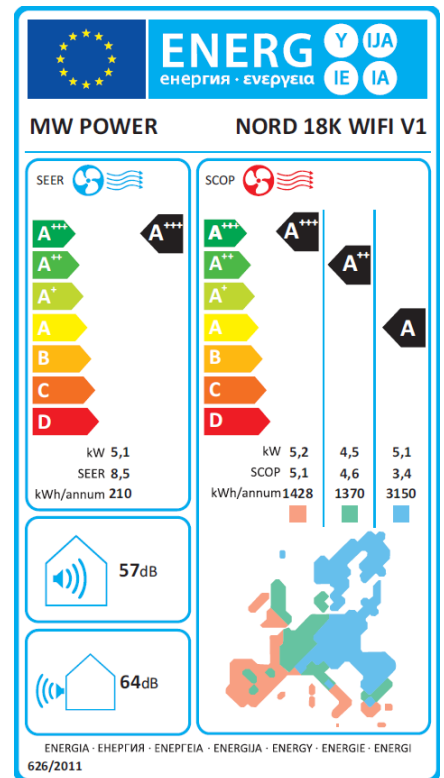 ENERG Y IJA
енергия · ενεργεια IE IA
MW POWER NORD 18K WIFI V1
SEER
A+++ A+++
A++
A+
A
B
C
D
kW 5,1
SEER 8,5
kWh/annum 210
SCOP
A+++ A+++
A++ A++
A+
A A
B
C
D
kW 5,2 4,5 5,1
SCOP 5,1 4,6 3,4
kWh/annum 1428 1370 3150
57dB
64dB
ENERGIA · ЕНЕРГИЯ · ΕΝΕΡΓΕΙΑ · ENERGIJA · ENERGY · ENERGIE · ENERGI
626/2011